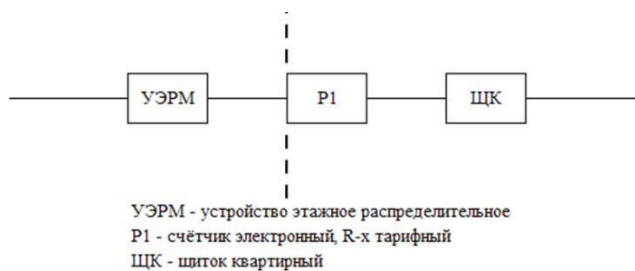 УЭРМ
Р1
ЩК
УЭРМ - устройство этажное распределительное
Р1 - счётчик электронный, R-х тарифный
ЩК - щиток квартирный